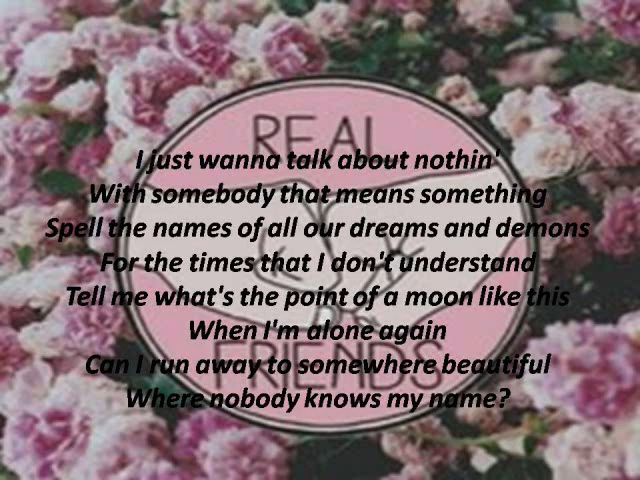 REAL
I just wanna talk about nothin'
With somebody that means something
Spell the names of all our dreams and demons
For the times that I don't understand
Tell me what's the point of a moon like this
When I'm alone again
Can I run away to somewhere beautiful
FRIENDS
Where nobody knows my name?